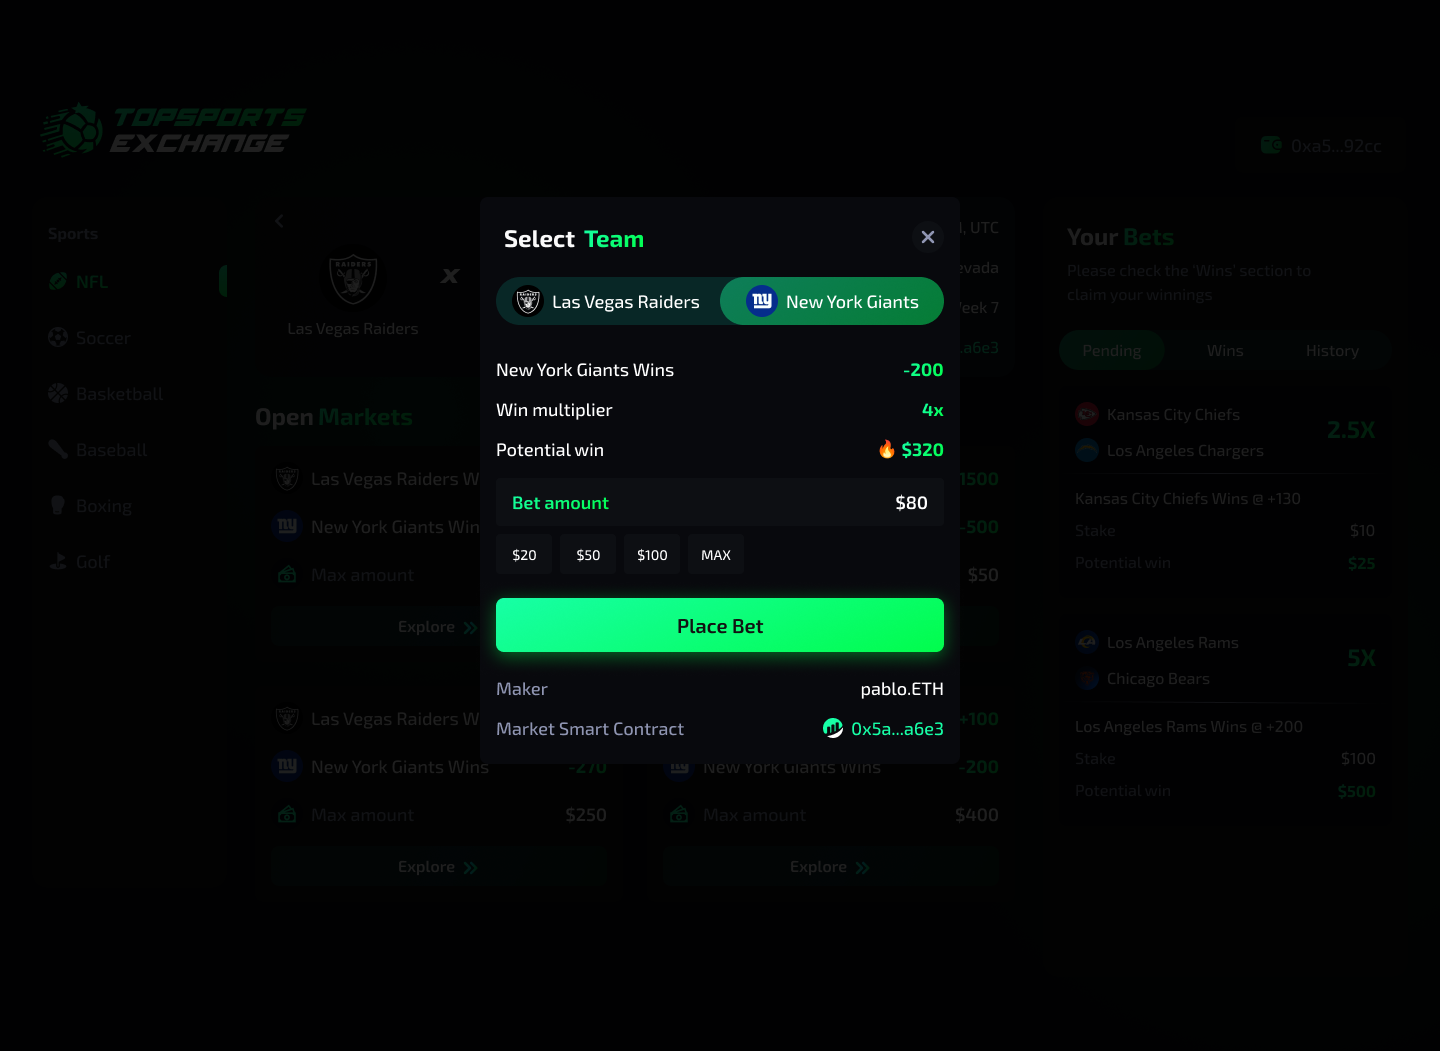 TOPSPORTS
EXCHANGE
0xa5...92cc
Sports
NFL
Soccer
Basketball
Baseball
Boxing
Golf
RAIDERS
Las Vegas Raiders
X
UTC
Week 7
Open Markets
Las Vegas Raiders W
1500
ny New York Giants Win
-500
Max amount
$50
Explore
Las Vegas Raiders W
+100
ny New York Giants Wins
-270
Max amount
$250
Explore
New York Giants Wins
-200
Max amount
$400
Explore
Select Team
Las Vegas Raiders
ny New York Giants
New York Giants Wins
-200
Win multiplier
4x
Potential win
$320
Bet amount
$80
$20
$50
$100
MAX
Place Bet
Maker
pablo.ETH
Market Smart Contract
0x5a...a6e3
Your Bets
Please check the 'Wins' section to
claim your winnings
Pending
Wins
History
Kansas City Chiefs
Los Angeles Chargers
2.5X
Kansas City Chiefs Wins @ +130
Stake
$10
Potential win
$25
Los Angeles Rams
Chicago Bears
5X
Los Angeles Rams Wins @ +200
Stake
$100
Potential win
$500